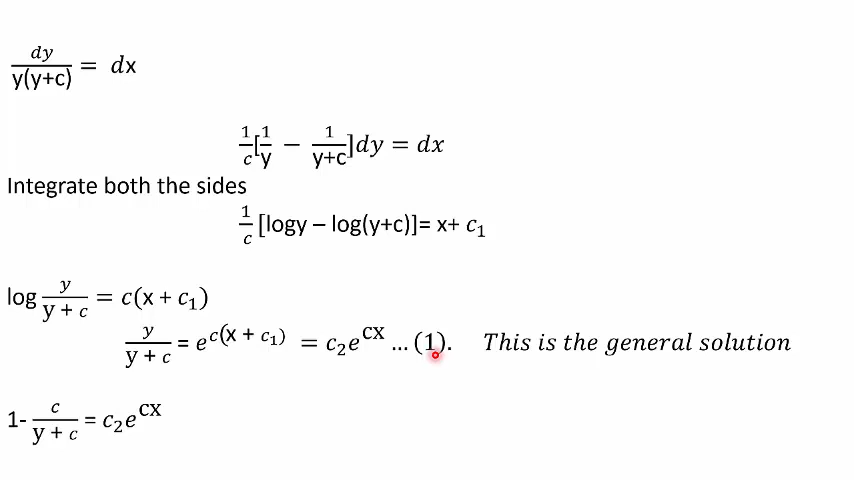 dy/y(y+c) = dx
1/c[1/y − 1/y+c]dy = dx
Integrate both the sides
1/c [logy – log(y+c)]= x+ c₁
log y/y + c = c(x + c₁)
y/y + c = e^c(x + c₁) = c₂e^cx … (1). This is the general solution
1- c/y + c = c₂e^cx